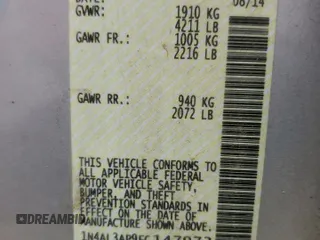 DATE: 08/14
GVWR: 1910 KG
4211 LB
GAWR FR.: 1005 KG
2216 LB
GAWR RR.: 940 KG
2072 LB
THIS VEHICLE CONFORMS TO
ALL APPLICABLE FEDERAL
MOTOR VEHICLE SAFETY,
BUMPER, AND THEFT
PREVENTION STANDARDS IN
EFFECT ON THE DATE OF
MANUFACTURE SHOWN ABOVE.
DREAMBID